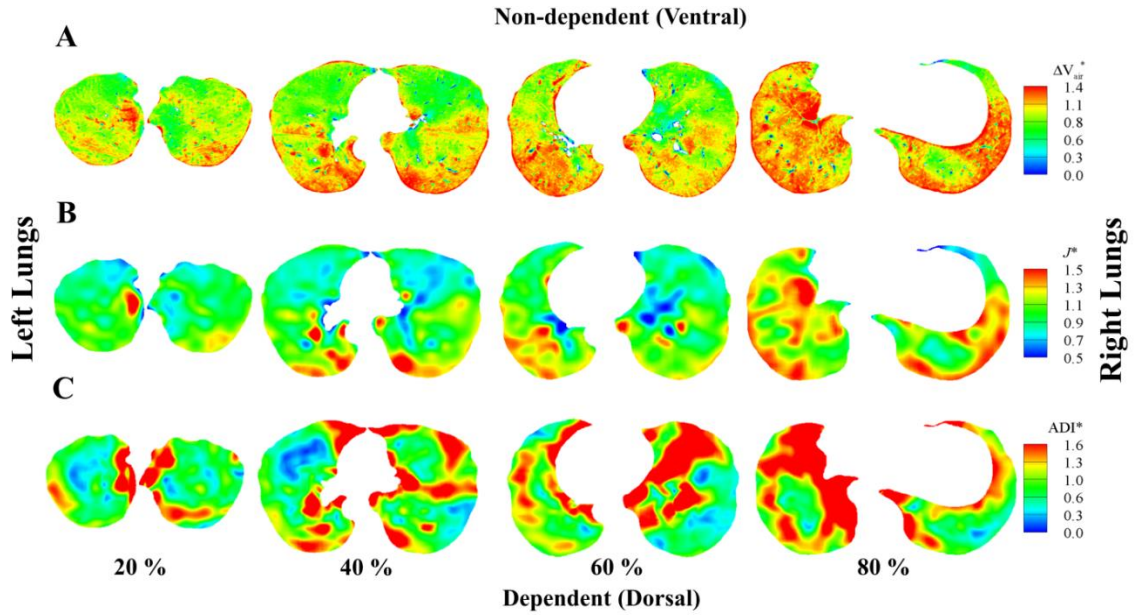 Non-dependent (Ventral)
A
ΔVair*
1.4
1.1
0.8
0.6
0.3
0.0
Left Lungs
Right Lungs
B
J*
1.5
1.3
1.1
0.9
0.7
0.5
C
ADI*
1.6
1.3
1.0
0.6
0.3
0.0
20 %
40 %
60 %
80 %
Dependent (Dorsal)